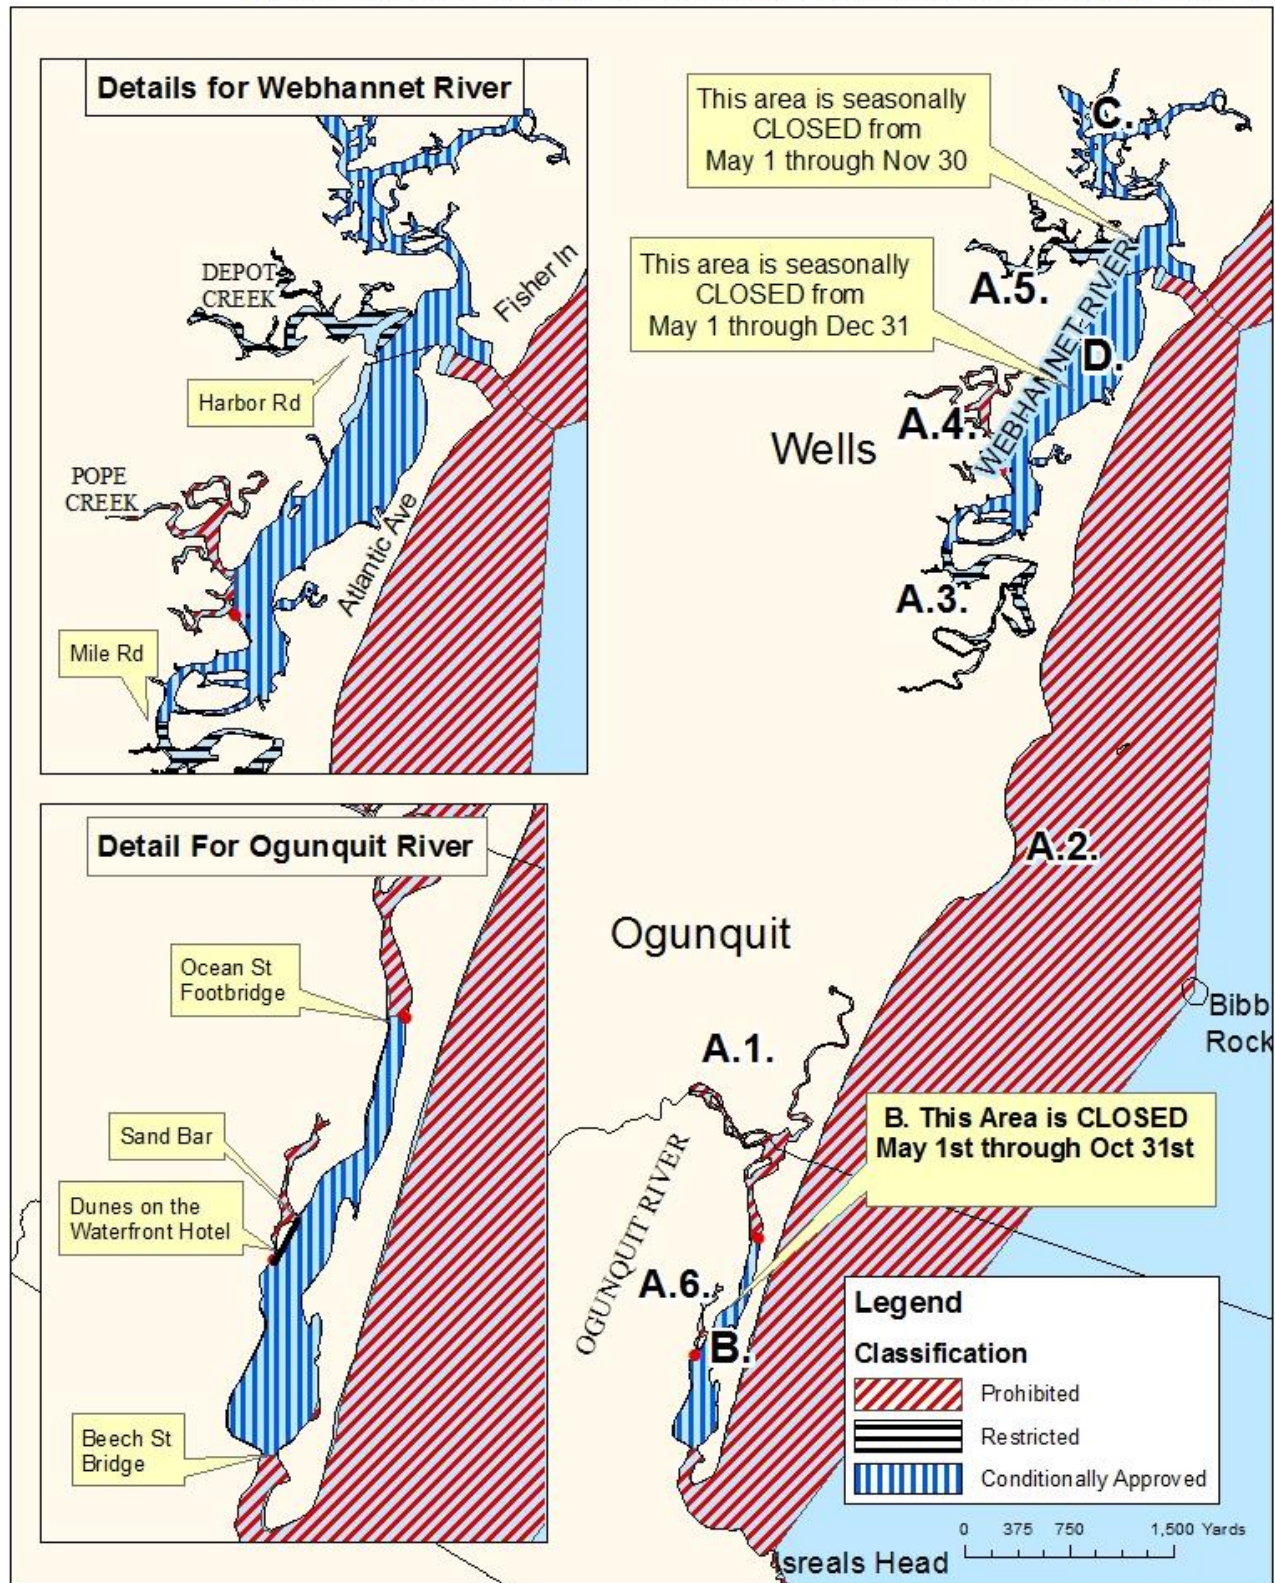 Details for Webhannet River
DEPOT
CREEK
Fisher In
Harbor Rd
POPE
CREEK
Atlantic Ave
Mile Rd
Detail For Ogunquit River
Ocean St
Footbridge
Sand Bar
Dunes on the
Waterfront Hotel
Beech St
Bridge
This area is seasonally
CLOSED from
May 1 through Nov 30
C.
This area is seasonally
CLOSED from
May 1 through Dec 31
A.5.
WEBHANNET RIVER
D.
A.4.
Wells
A.3.
A.2.
Ogunquit
Bibb
Rock
A.1.
B. This Area is CLOSED
May 1st through Oct 31st
OGUNQUIT RIVER
A.6.
B.
Legend
Classification
Prohibited
Restricted
Conditionally Approved
0 375 750 1,500 Yards
Isreals Head